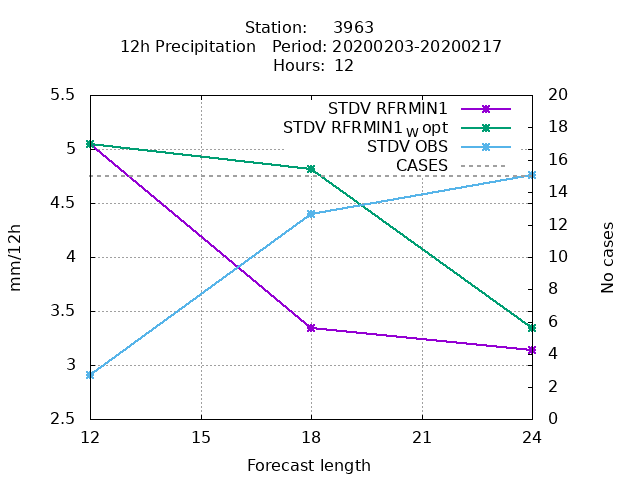 Station: 3963
12h Precipitation Period: 20200203-20200217
Hours: 12
STDV RFRMIN1
STDV RFRMIN1wopt
STDV OBS
CASES
5.5
5
4.5
4
3.5
3
2.5
mm/12h
20
18
16
14
12
10
8
6
4
2
0
No cases
12 15 18 21 24
Forecast length